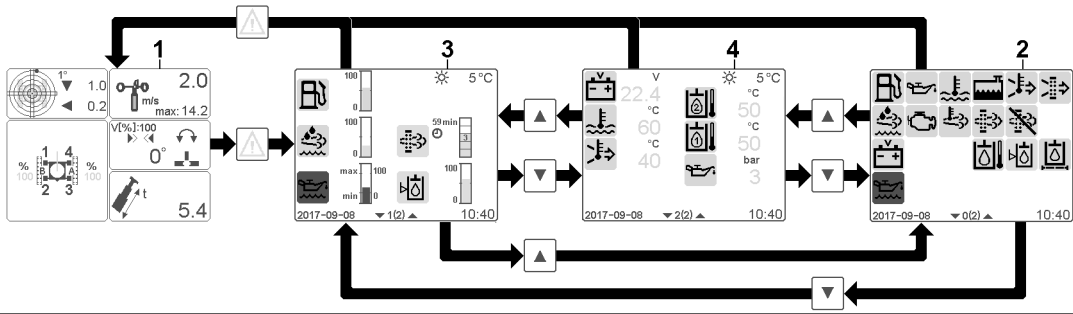 1
3
4
2
1°
1.0
0.2
2.0
m/s
max: 14.2
V[%]:100
0°
1 4
% B A %
100 100
2 3
t
5.4
100
0
100
0
max 100
min 0
5°C
59 min
3
100
0
2017-09-08 ▼ 1(2) ▲ 10:40
V
22.4
°C
60
°C
40
5°C
°C
2 50
°C
1 50
bar
3
2017-09-08 ▼ 2(2) ▲ 10:40
V
2017-09-08 ▼ 0(2) ▲ 10:40